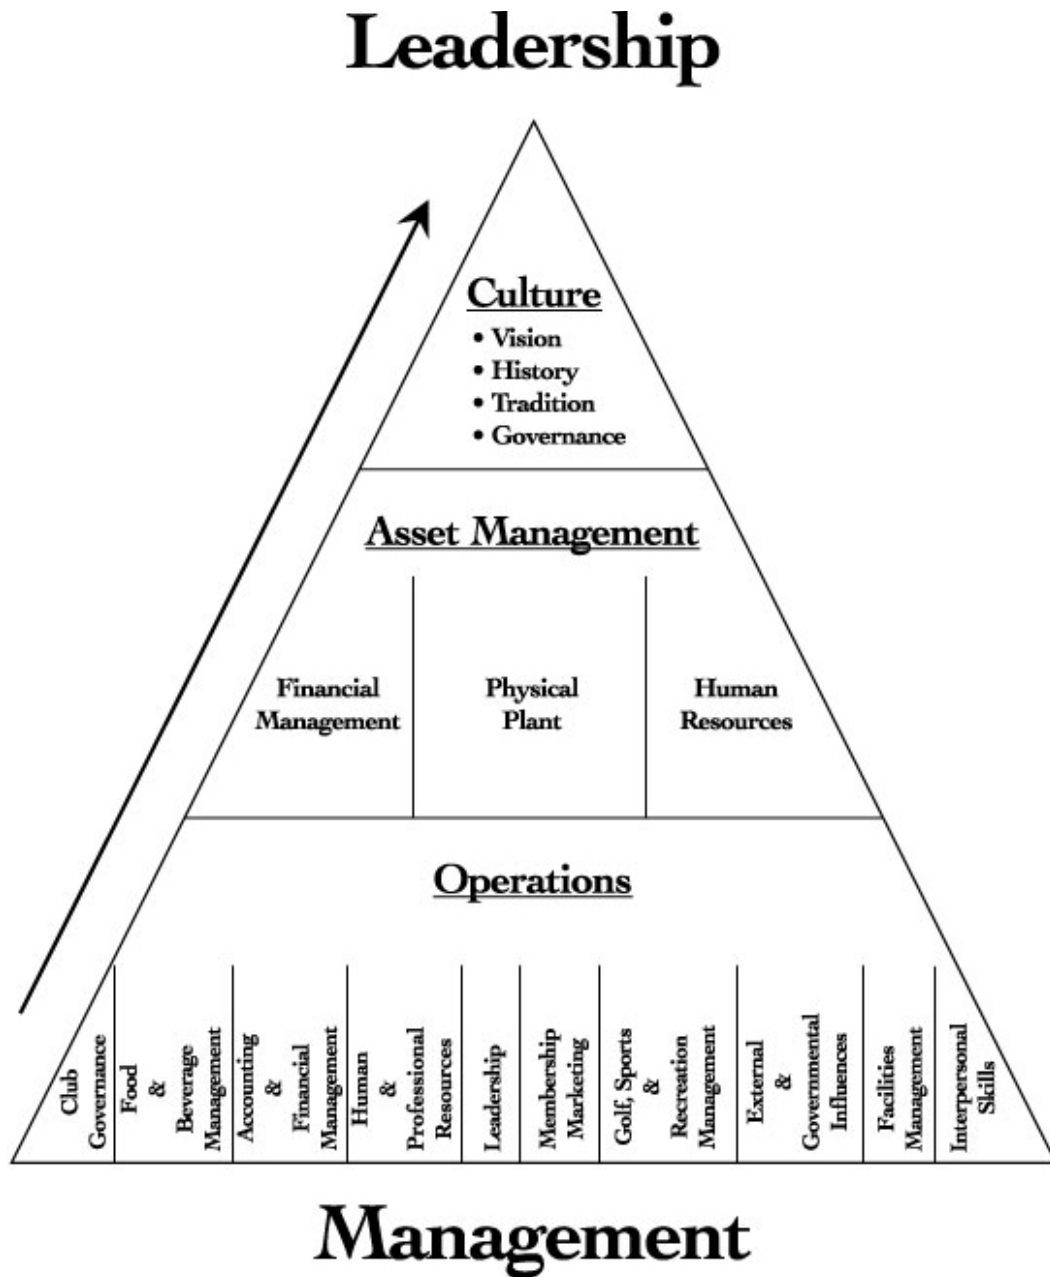 Leadership
Culture
• Vision
• History
• Tradition
• Governance
Asset Management
Financial
Management
Physical
Plant
Human
Resources
Operations
Club
Governance
Food
&
Beverage
Management
Accounting
&
Financial
Management
Human
&
Professional
Resources
Leadership
Membership
Marketing
Golf, Sports
&
Recreation
Management
External
&
Governmental
Influences
Facilities
Management
Interpersonal
Skills
Management